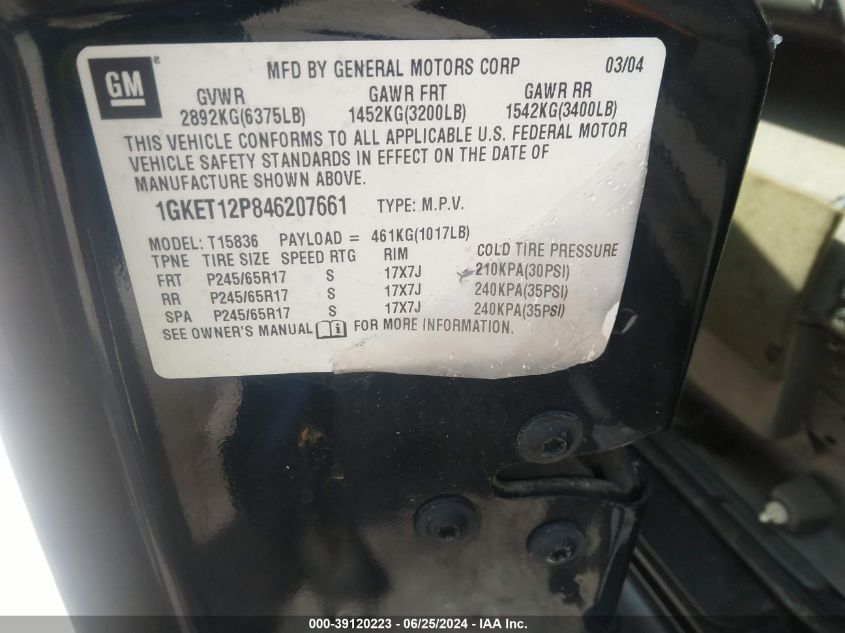 GM®
MFD BY GENERAL MOTORS CORP 03/04
GVWR GAWR FRT GAWR RR
2892KG(6375LB) 1452KG(3200LB) 1542KG(3400LB)
THIS VEHICLE CONFORMS TO ALL APPLICABLE U.S. FEDERAL MOTOR
VEHICLE SAFETY STANDARDS IN EFFECT ON THE DATE OF
MANUFACTURE SHOWN ABOVE.
1GKET12P846207661 TYPE: M.P.V.
MODEL: T15836 PAYLOAD = 461KG(1017LB)
TPNE TIRE SIZE SPEED RTG RIM COLD TIRE PRESSURE
FRT P245/65R17 S 17X7J 210KPA(30PSI)
RR P245/65R17 S 17X7J 240KPA(35PSI)
SPA P245/65R17 S 17X7J 240KPA(35PSI)
SEE OWNER'S MANUAL i FOR MORE INFORMATION.
000-39120223 - 06/25/2024 - IAA Inc.